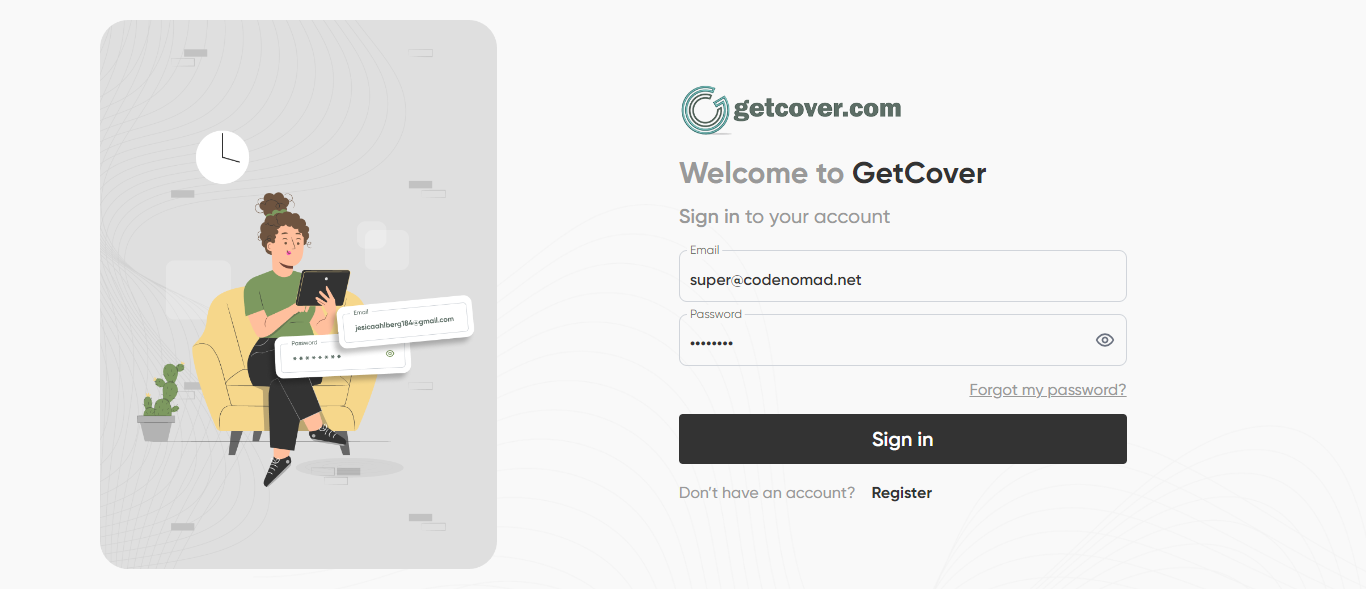 getcover.com
Welcome to GetCover
Sign in to your account
Email
super@codenomad.net
Password
••••••••
Forgot my password?
Sign in
Don't have an account? Register
Email
jesicaahlberg184@gmail.com
Password
••••••••